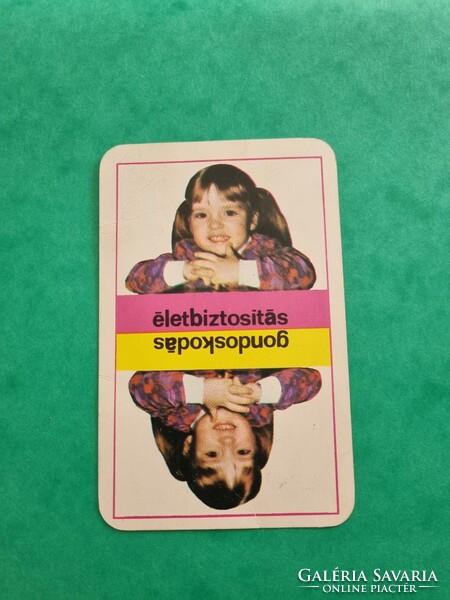 életbiztosítás
gondoskodás
GALÉRIA SAVARIA
ONLINE PIACTÉR